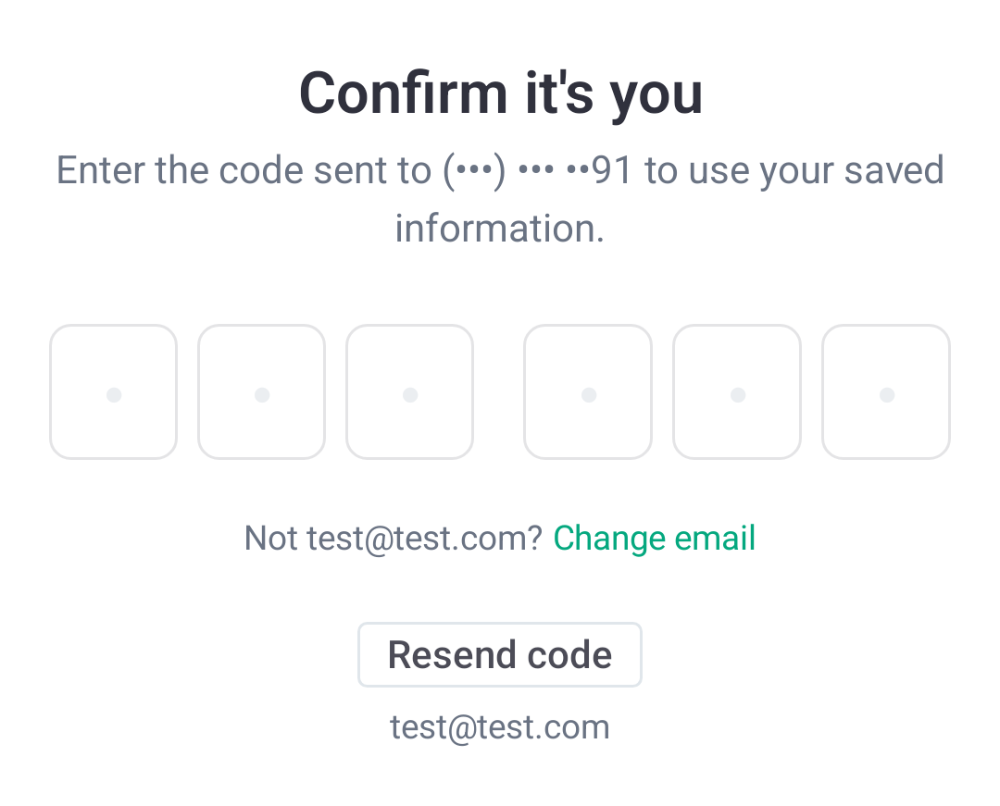 Confirm it's you
Enter the code sent to (•••) ••• ••91 to use your saved
information.
Not test@test.com? Change email
Resend code
test@test.com